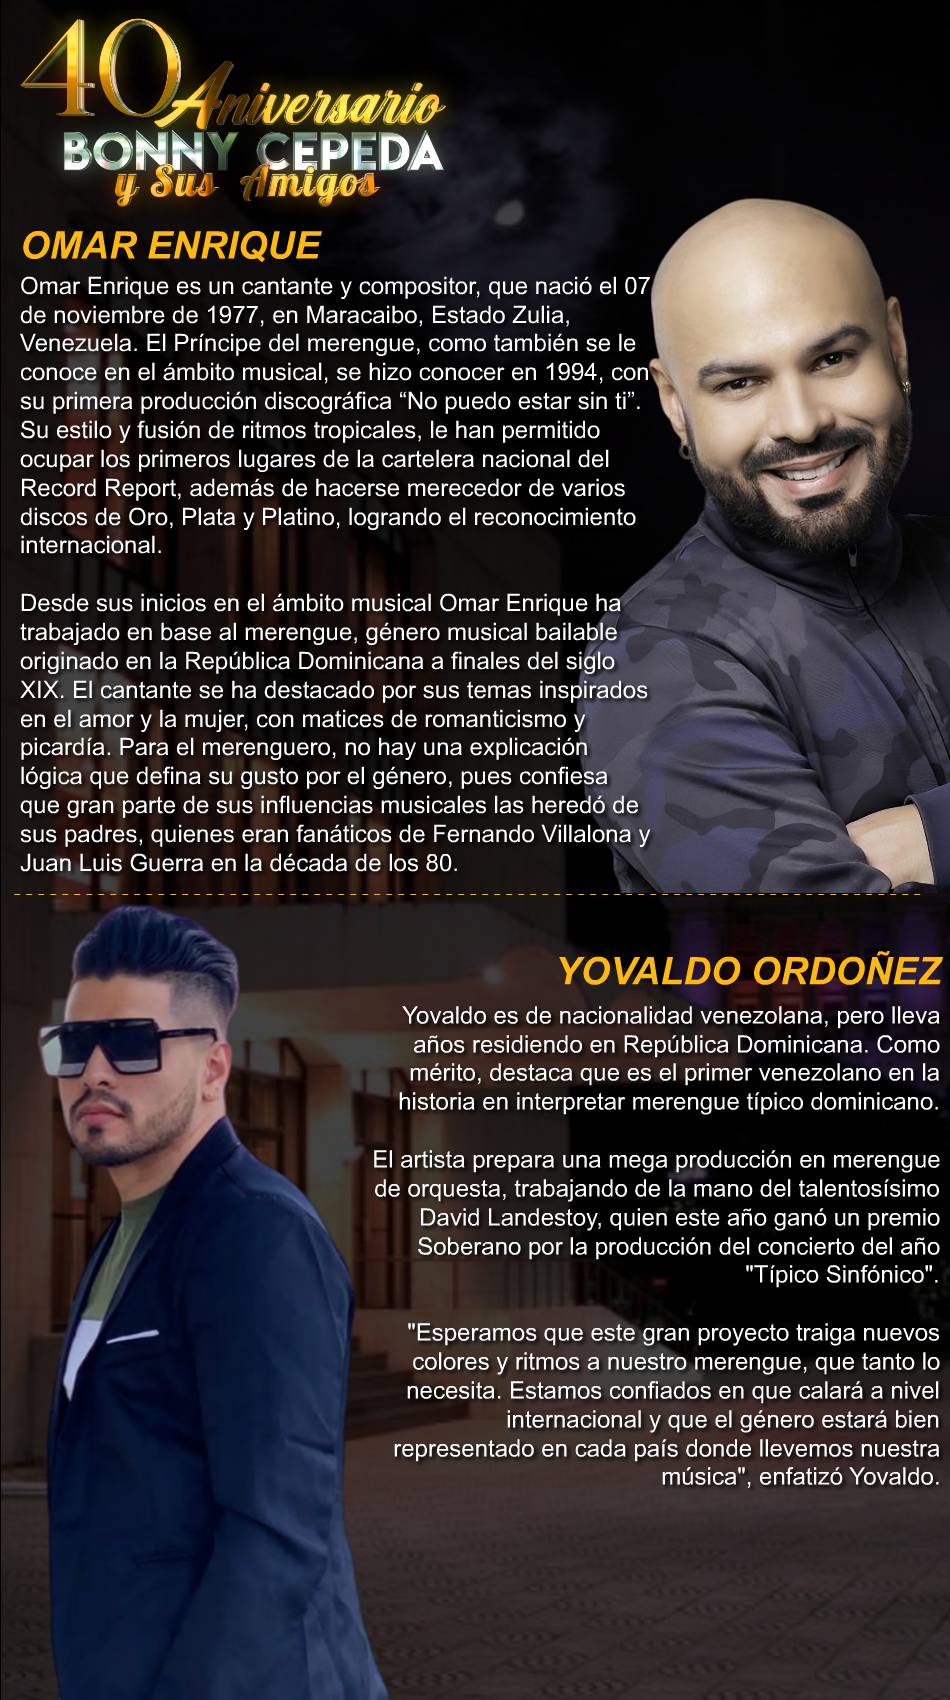 40 Aniversario
BONNY CEPEDA
y Sus Amigos
OMAR ENRIQUE
Omar Enrique es un cantante y compositor, que nació el 07
de noviembre de 1977, en Maracaibo, Estado Zulia,
Venezuela. El Príncipe del merengue, como también se le
conoce en el ámbito musical, se hizo conocer en 1994, con
su primera producción discográfica “No puedo estar sin ti”.
Su estilo y fusión de ritmos tropicales, le han permitido
ocupar los primeros lugares de la cartelera nacional del
Record Report, además de hacerse merecedor de varios
discos de Oro, Plata y Platino, logrando el reconocimiento
internacional.
Desde sus inicios en el ámbito musical Omar Enrique ha
trabajado en base al merengue, género musical bailable
originado en la República Dominicana a finales del siglo
XIX. El cantante se ha destacado por sus temas inspirados
en el amor y la mujer, con matices de romanticismo y
picardía. Para el merenguero, no hay una explicación
lógica que defina su gusto por el género, pues confiesa
que gran parte de sus influencias musicales las heredó de
sus padres, quienes eran fanáticos de Fernando Villalona y
Juan Luis Guerra en la década de los 80.
YOVALDO ORDOÑEZ
Yovaldo es de nacionalidad venezolana, pero lleva
años residiendo en República Dominicana. Como
mérito, destaca que es el primer venezolano en la
historia en interpretar merengue típico dominicano.
El artista prepara una mega producción en merengue
de orquesta, trabajando de la mano del talentosísimo
David Landestoy, quien este año ganó un premio
Soberano por la producción del concierto del año
"Típico Sinfónico".
"Esperamos que este gran proyecto traiga nuevos
colores y ritmos a nuestro merengue, que tanto lo
necesita. Estamos confiados en que calará a nivel
internacional y que el género estará bien
representado en cada país donde llevemos nuestra
música", enfatizó Yovaldo.